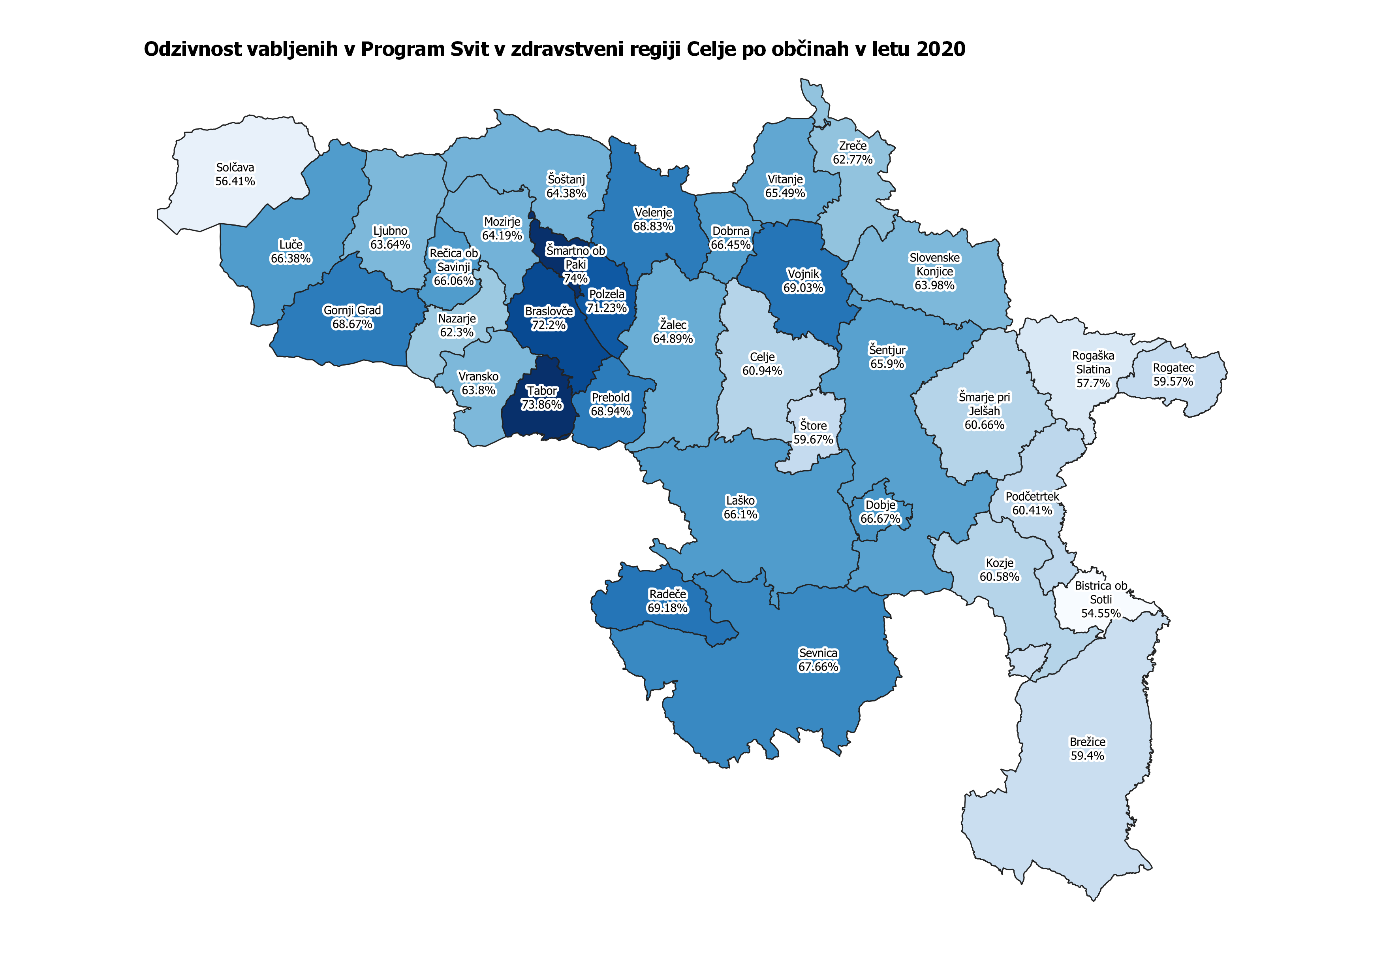 Odzivnost vabljenih v Program Svit v zdravstveni regiji Celje po občinah v letu 2020
Zreče
62.77%
Solčava
56.41%
Šoštanj
64.38%
Vitanje
65.49%
Velenje
68.83%
Mozirje
64.19%
Ljubno
63.64%
Dobrna
66.45%
Luče
66.38%
Rečica ob
Savinji
66.06%
Šmartno ob
Paki
74%
Slovenske
Konjice
63.98%
Vojnik
69.03%
Polzela
71.23%
Gornji Grad
68.67%
Braslovče
72.2%
Nazarje
62.3%
Žalec
64.89%
Celje
60.94%
Šentjur
65.9%
Rogaška
Slatina
57.7%
Rogatec
59.57%
Vransko
63.8%
Tabor
73.86%
Prebold
68.94%
Šmarje pri
Jelšah
60.66%
Štore
59.67%
Laško
66.1%
Dobje
66.67%
Podčetrtek
60.41%
Kozje
60.58%
Bistrica ob
Sotli
54.55%
Radeče
69.18%
Sevnica
67.66%
Brežice
59.4%